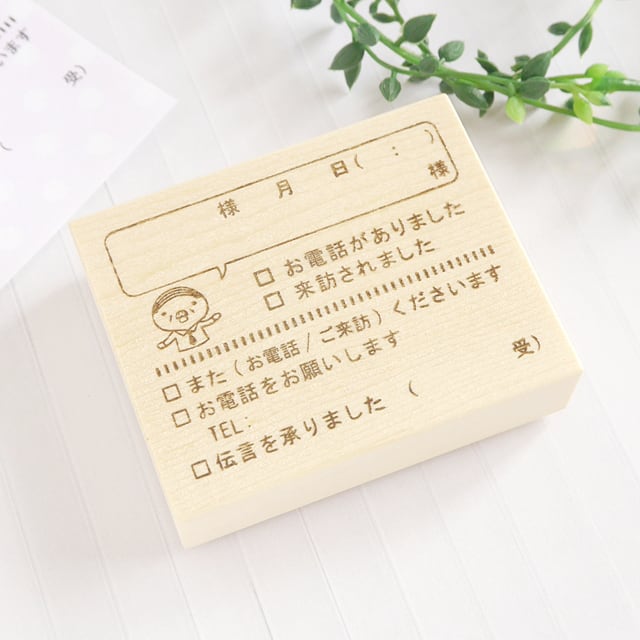 様 月 日( : )
様
□ お電話がありました
□ 来訪されました
□ また(お電話/ご来訪)くださいます
□ お電話をお願いします
TEL:
□ 伝言を承りました (
受)
受)